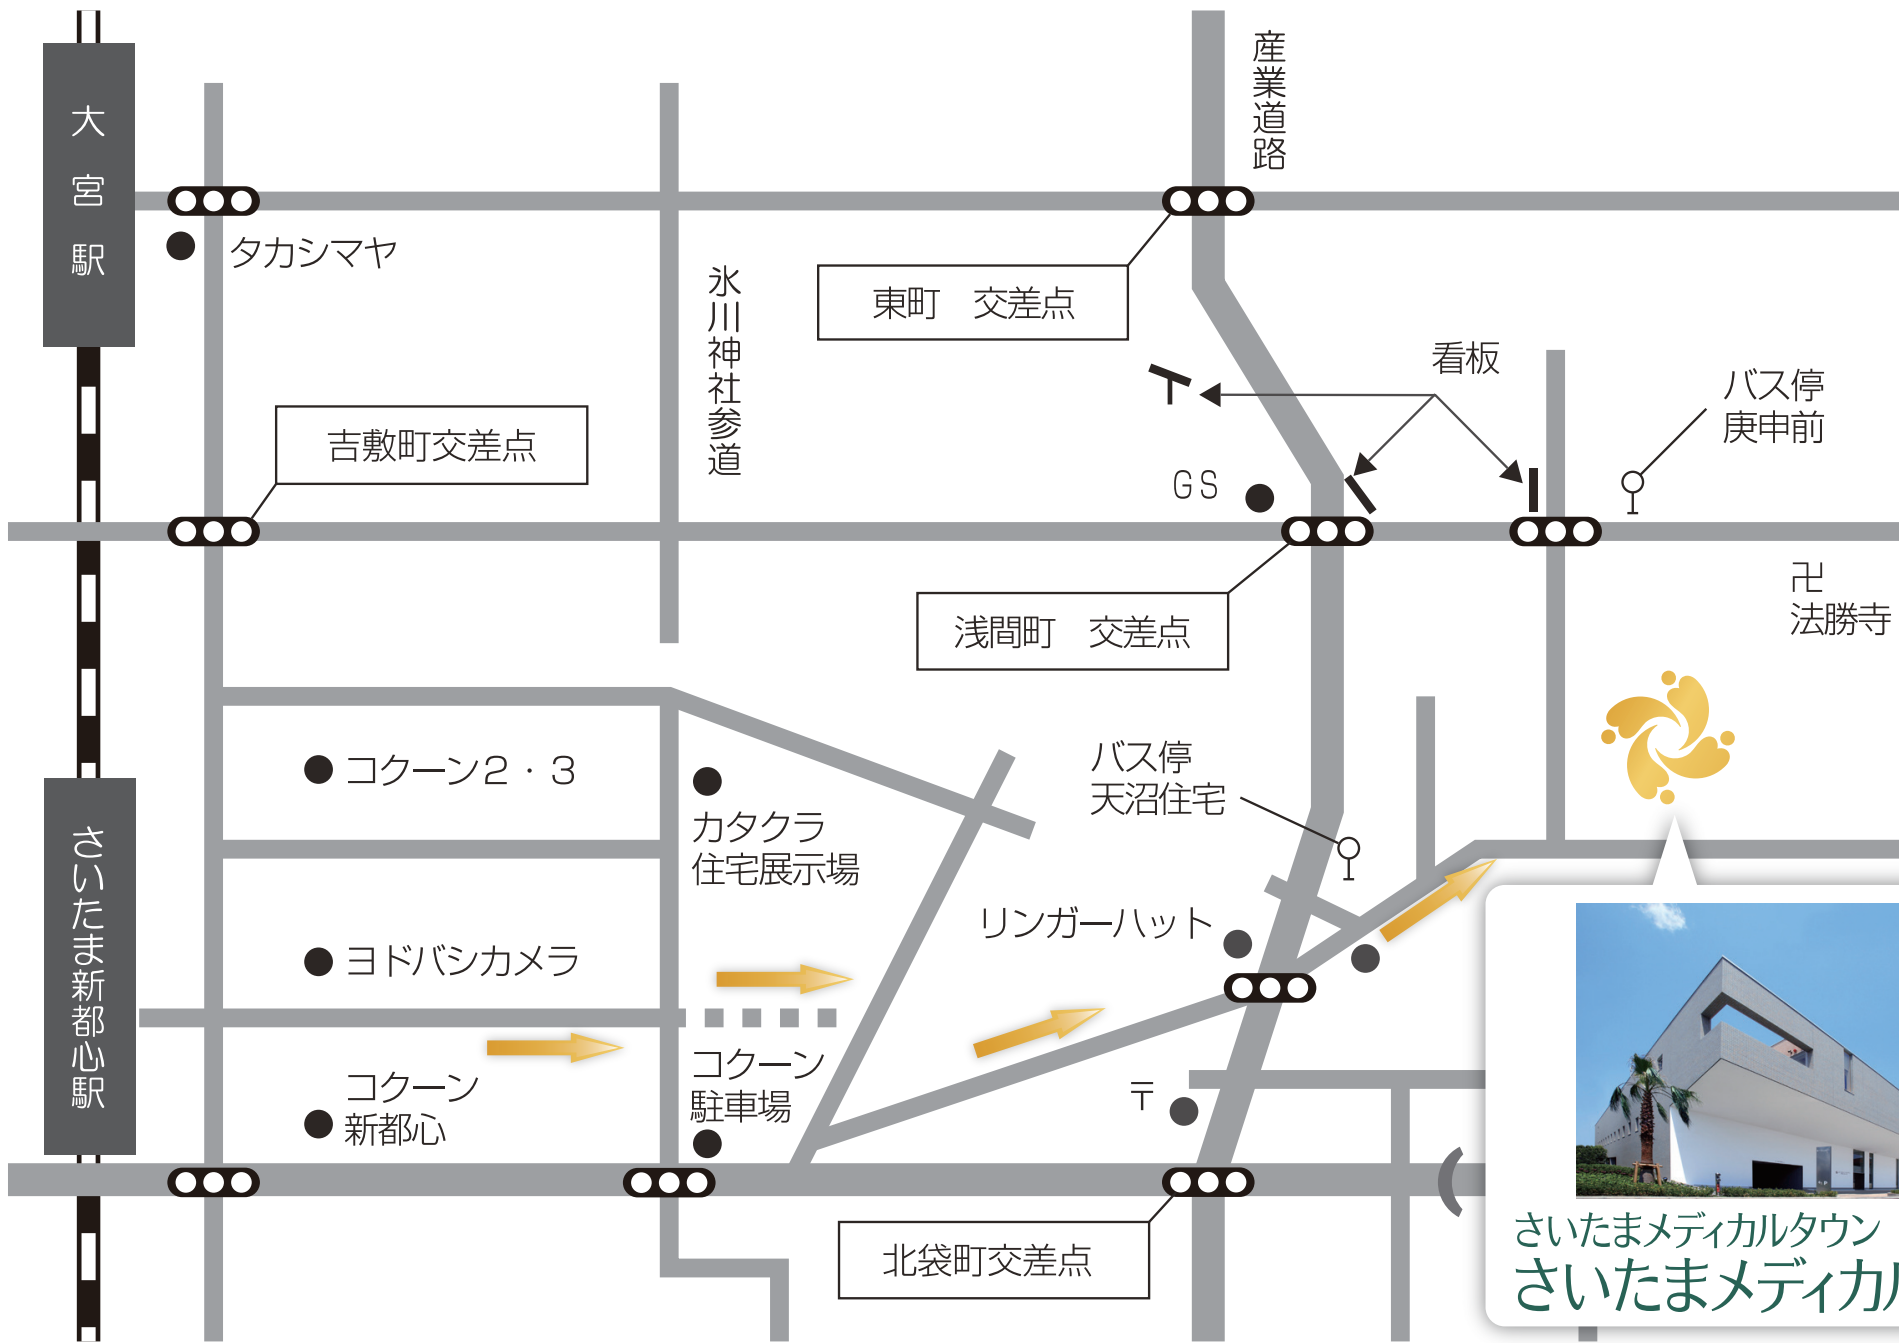 大宮駅
産業道路
タカシマヤ
氷川神社参道
東町　交差点
看板
バス停
庚申前
吉敷町交差点
GS
卍
法勝寺
浅間町　交差点
コクーン2・3
カタクラ
住宅展示場
バス停
天沼住宅
さいたま新都心駅
リンガーハット
ヨドバシカメラ
コクーン
新都心
コクーン
駐車場
〒
北袋町交差点
さいたまメディカルタウン
さいたまメディカル